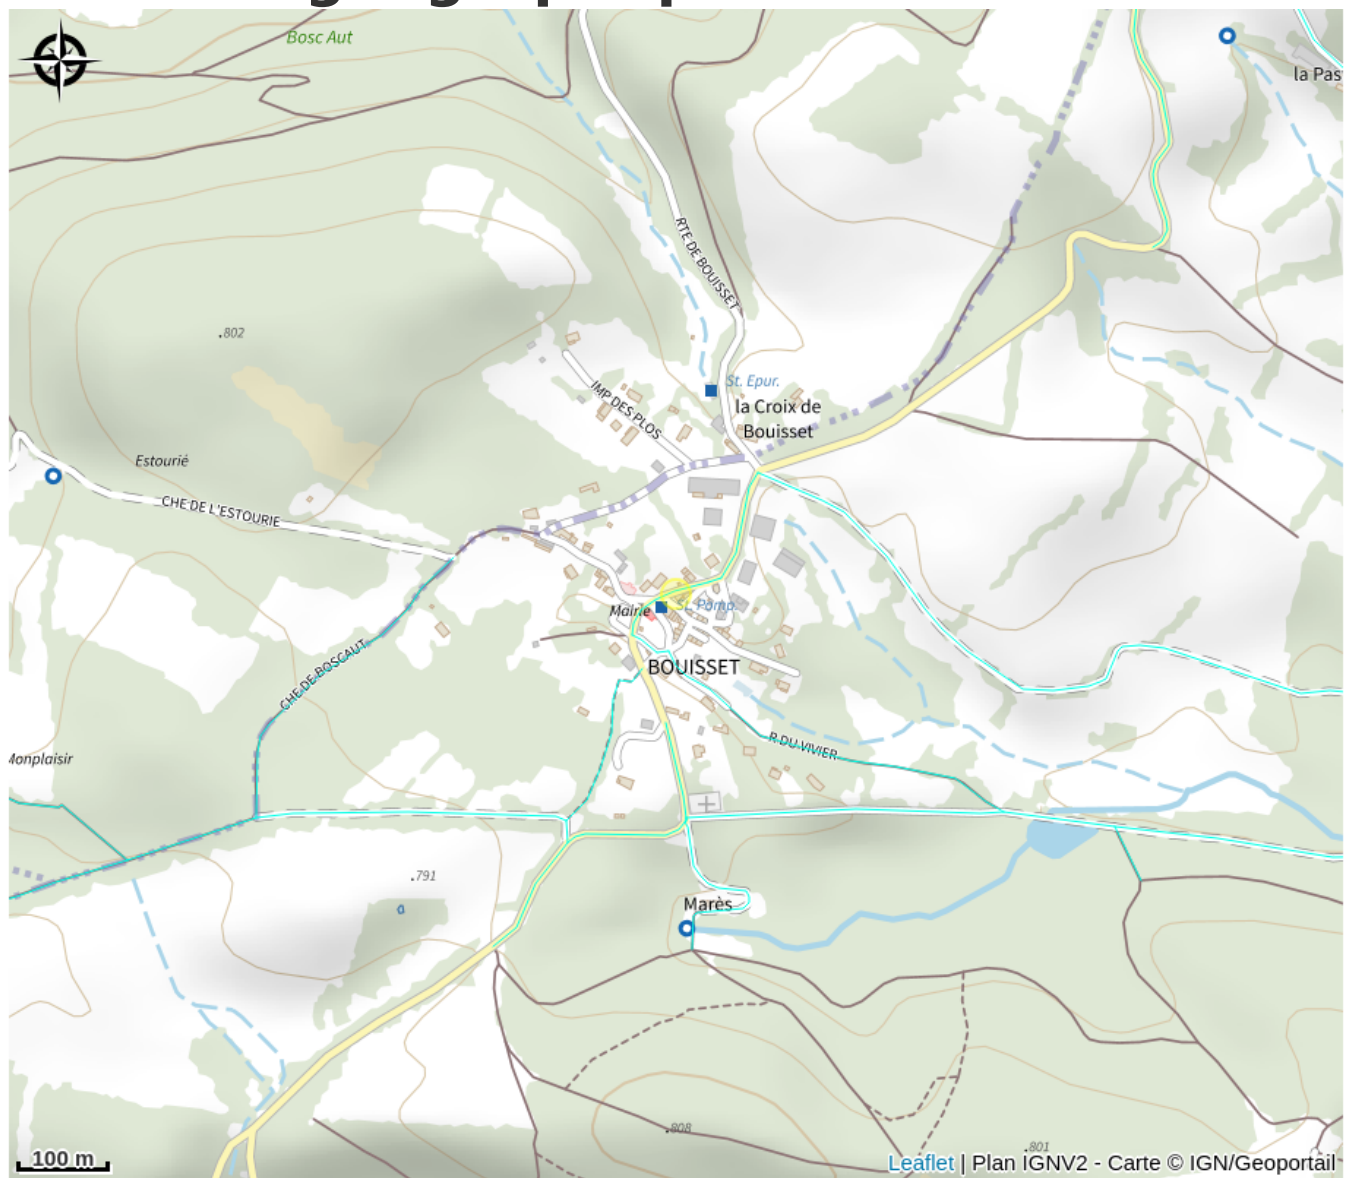 Bosc Aut
la Pas
RTE DE BOUISSET
.802
St. Epur.
IMP DES PLOS
la Croix de
Bouisset
Estourié
CHE DE L'ESTOURIE
Mairie
St. Pomp.
CHE DE BOSCAUT
BOUISSET
R DU VIVIER
Monplaisir
.791
Marès
.808
.801
100 m
Leaflet | Plan IGNV2 - Carte © IGN/Geoportail